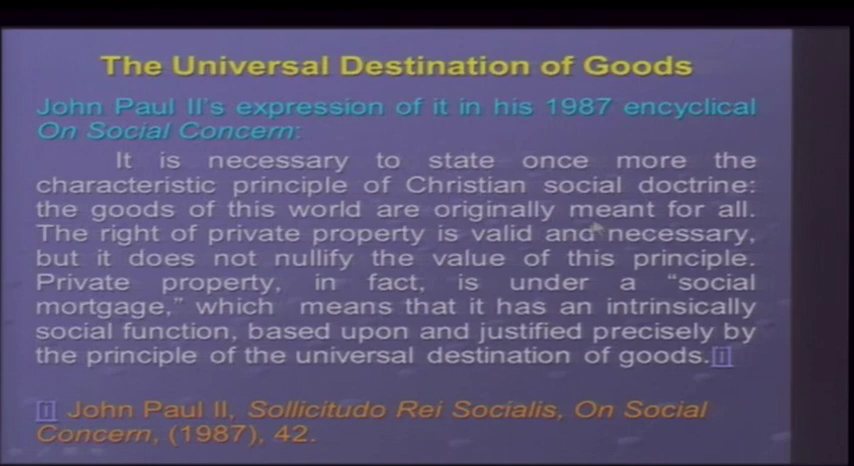 The Universal Destination of Goods
John Paul II's expression of it in his 1987 encyclical
On Social Concern:
It is necessary to state once more the
characteristic principle of Christian social doctrine:
the goods of this world are originally meant for all.
The right of private property is valid and necessary,
but it does not nullify the value of this principle.
Private property, in fact, is under a “social
mortgage,” which means that it has an intrinsically
social function, based upon and justified precisely by
the principle of the universal destination of goods.[i]
[i] John Paul II, Sollicitudo Rei Socialis, On Social
Concern, (1987), 42.